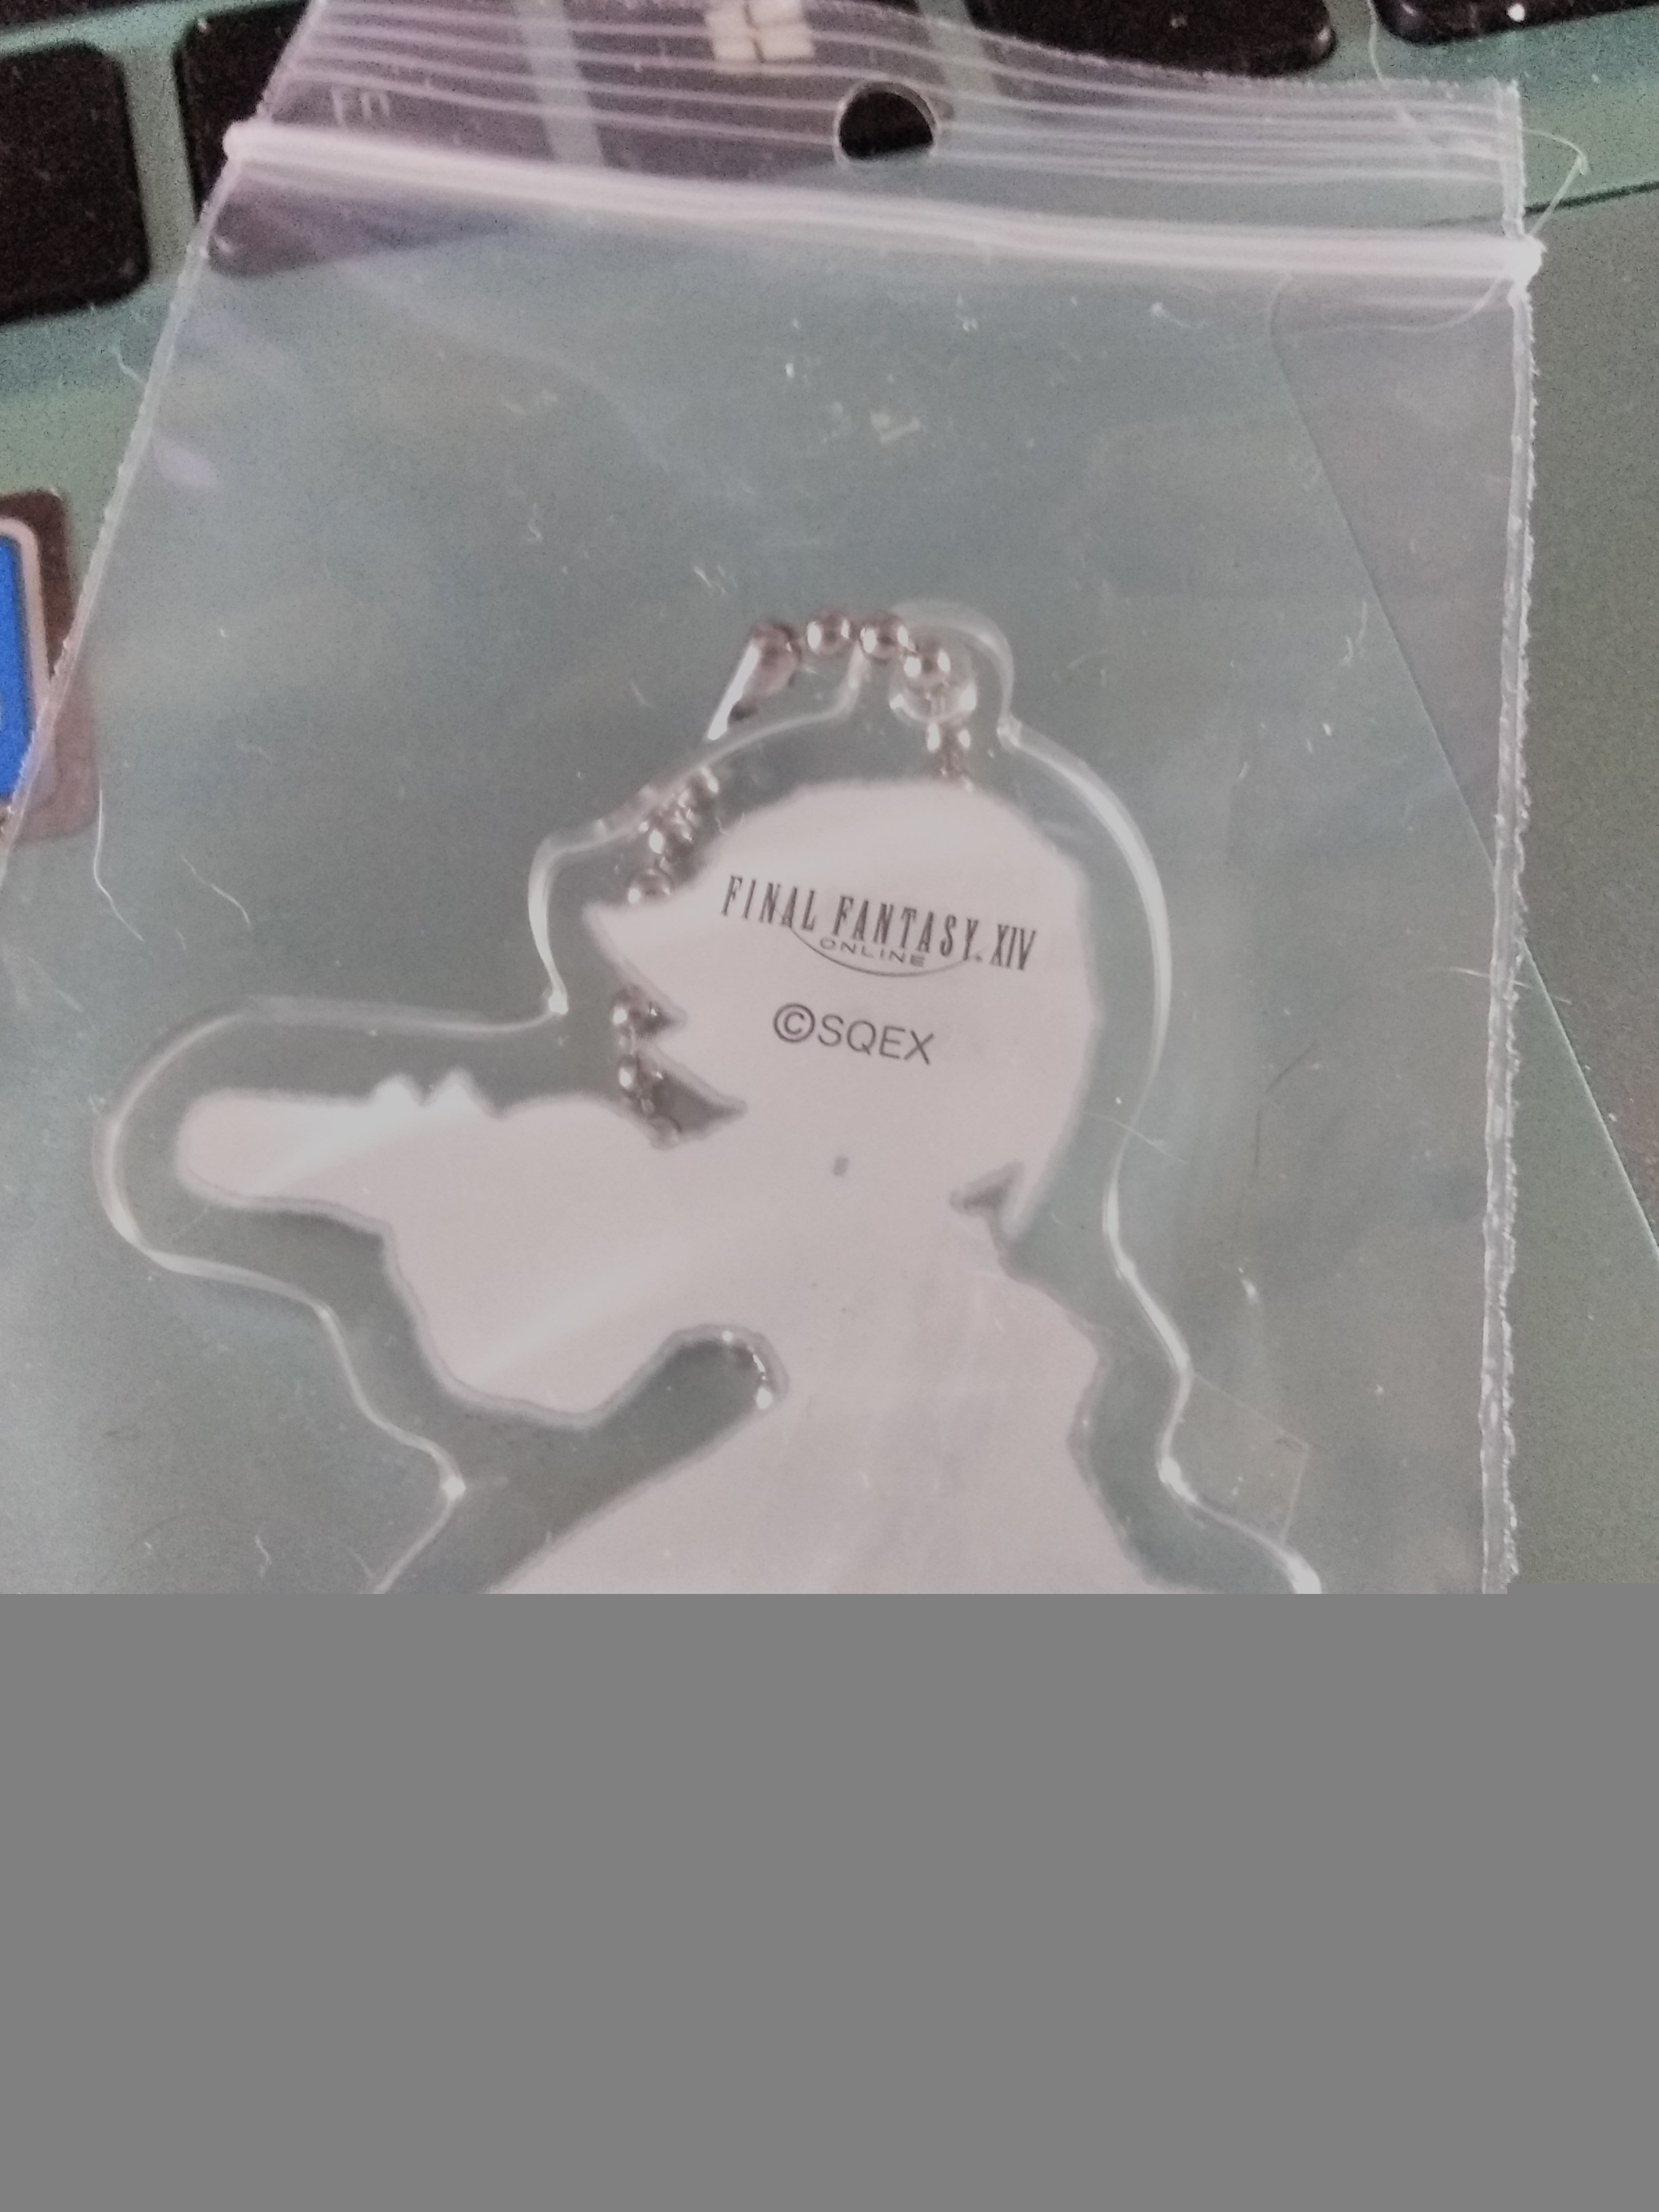 FINAL FANTASY. XIV
ONLINE
©SQEX